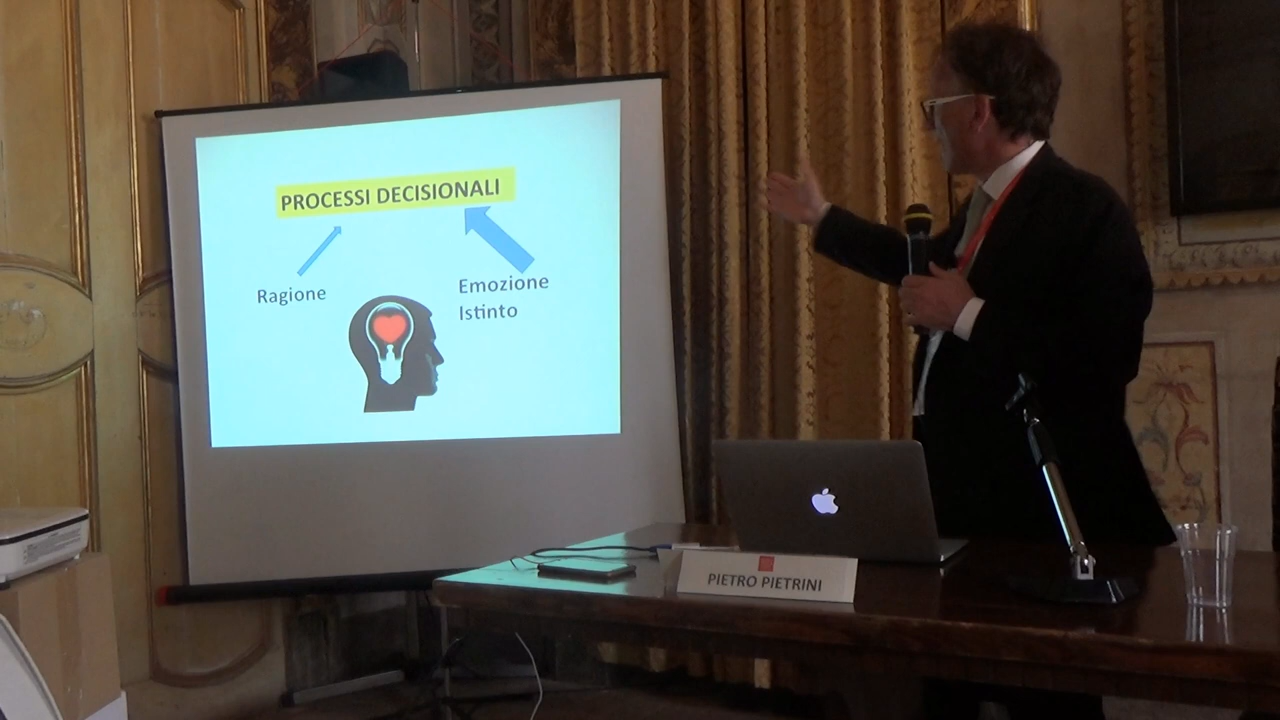 PROCESSI DECISIONALI
Ragione
Emozione
Istinto
PIETRO PIETRINI